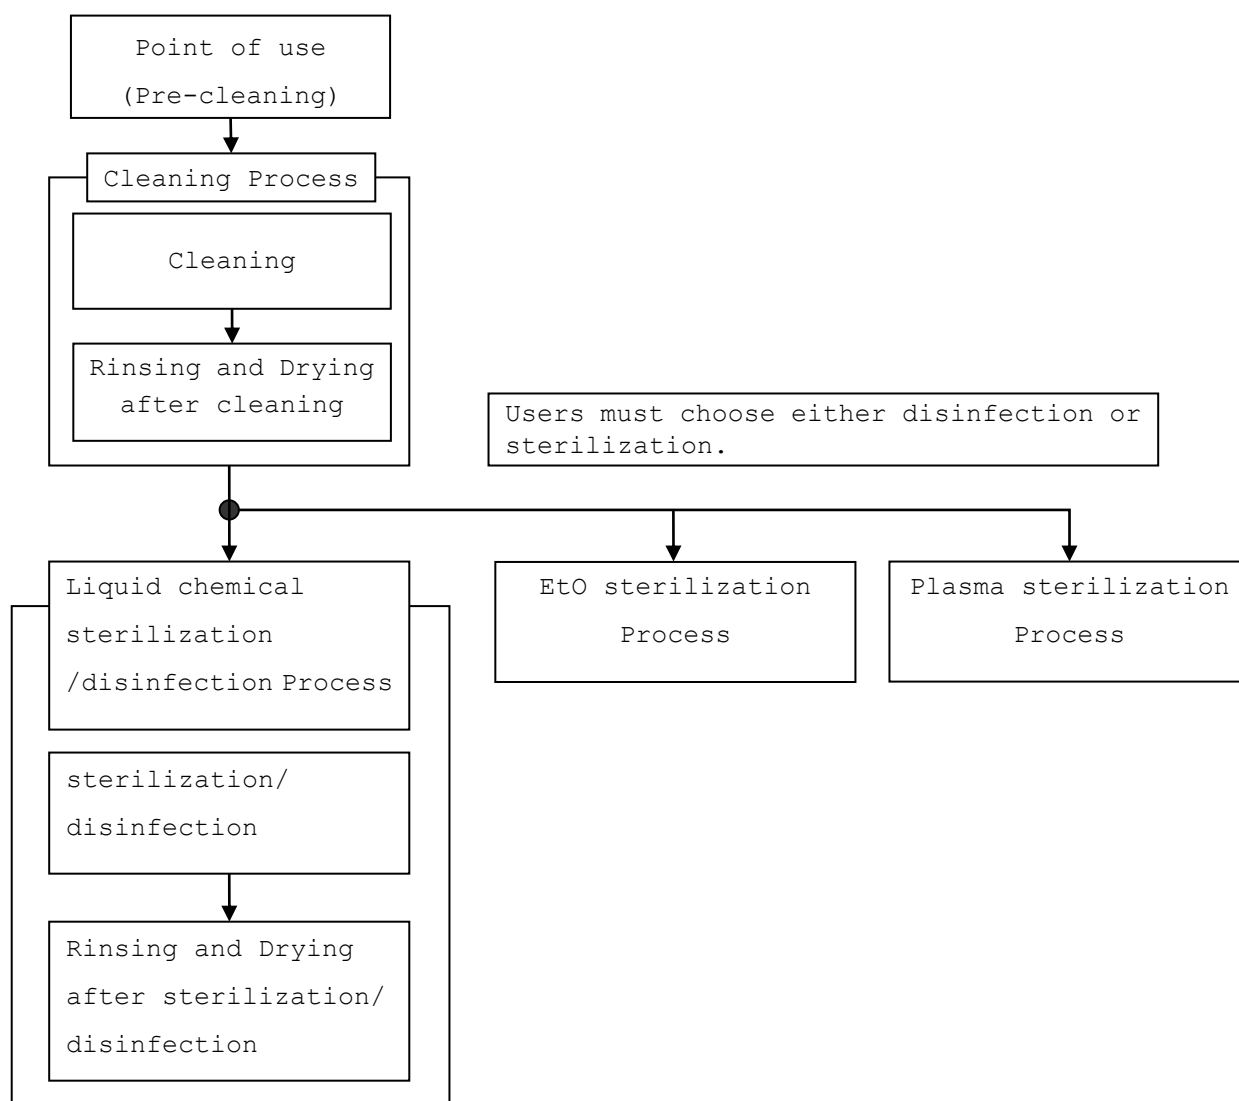 Point of use
(Pre-cleaning)
Cleaning Process
Cleaning
Rinsing and Drying
after cleaning
Users must choose either disinfection or
sterilization.
Liquid chemical
sterilization
/disinfection Process
EtO sterilization
Process
Plasma sterilization
Process
sterilization/
disinfection
Rinsing and Drying
after sterilization/
disinfection